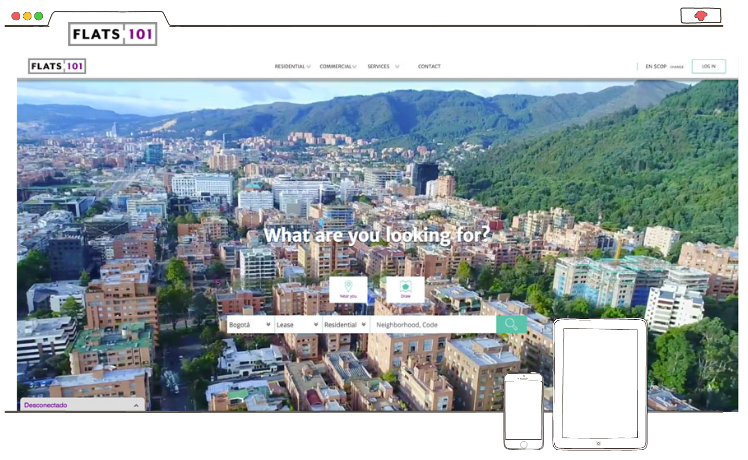 FLATS 101
FLATS 101
RESIDENTIAL COMMERCIAL SERVICES CONTACT
EN $COP CHANGE LOG IN
What are you looking for?
Near you Draw
Bogotá Lease Residential Neighborhood, Code
Desconectado